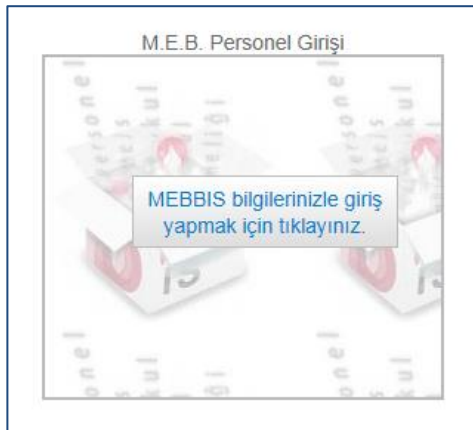 M.E.B. Personel Girişi
MEBBIS bilgilerinizle giriş
yapmak için tıklayınız.